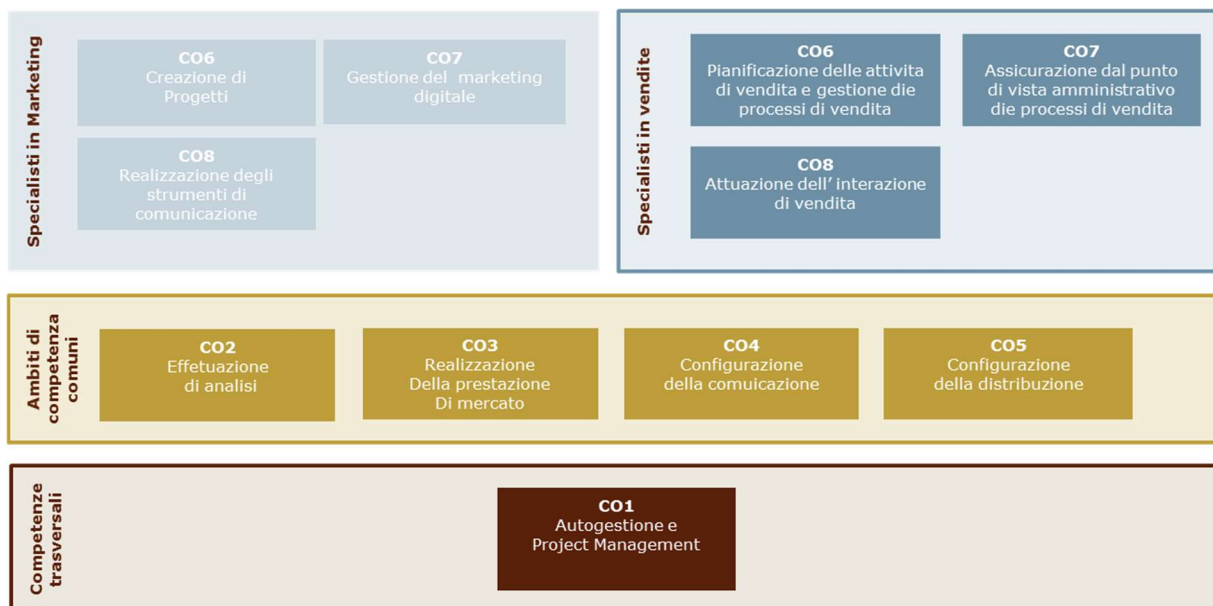 Specialisti in Marketing
CO6
Creazione di
Progetti
CO7
Gestione del marketing
digitale
CO8
Realizzazione degli
strumenti di
comunicazione
Specialisti in vendite
CO6
Pianificazione delle attivita
di vendita e gestione die
processi di vendita
CO7
Assicurazione dal punto
di vista amministrativo
die processi di vendita
CO8
Attuazione dell’ interazione
di vendita
Ambiti di
competenza
comuni
CO2
Effetuazione
di analisi
CO3
Realizzazione
Della prestazione
Di mercato
CO4
Configurazione
della comuicazione
CO5
Configurazione
della distribuzione
Competenze
trasversali
CO1
Autogestione e
Project Management